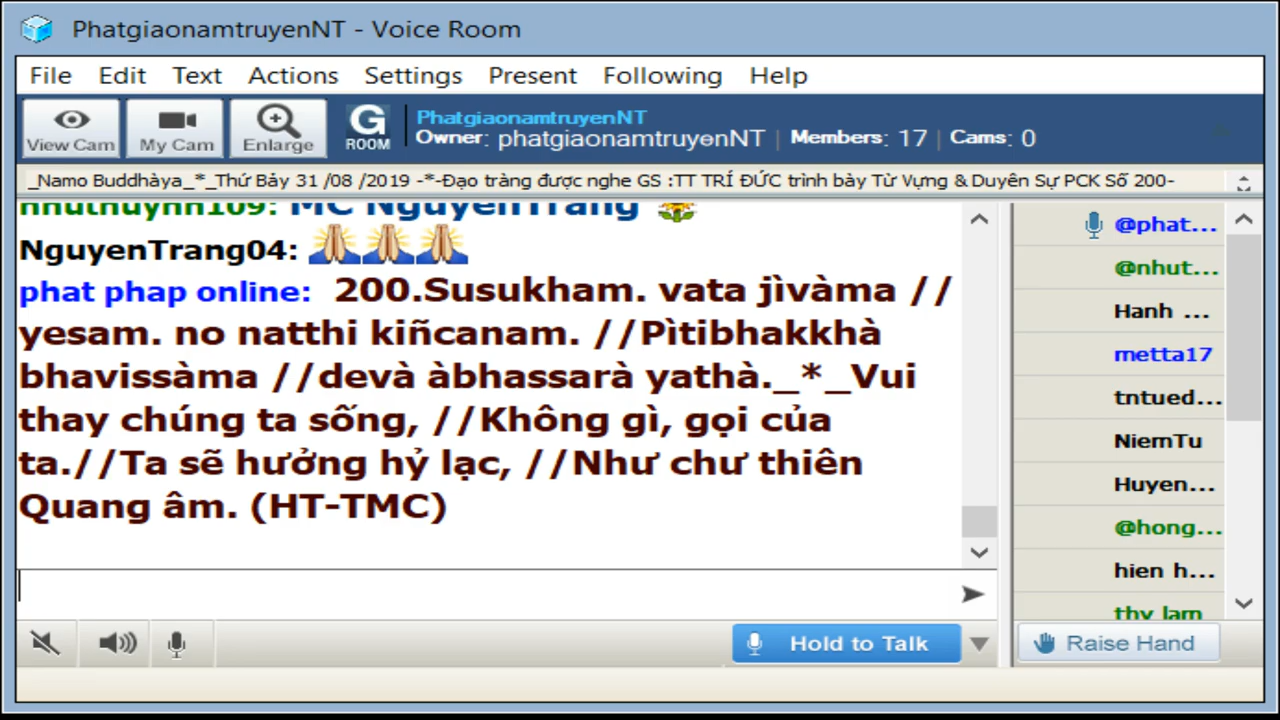 PhatgiaonamtruyenNT - Voice Room
File Edit Text Actions Settings Present Following Help
View Cam My Cam Enlarge G ROOM
PhatgiaonamtruyenNT
Owner: phatgiaonamtruyenNT | Members: 17 | Cams: 0
_Namo Buddhàya_*_Thứ Bảy 31 /08 /2019 -*-Đạo tràng được nghe GS :TT TRÍ ĐỨC trình bày Từ Vựng & Duyên Sự PCK Số 200-
nhuthuynh109: MC NguyenTrang
NguyenTrang04:
phat phap online: 200.Susukham. vata jìvàma //
yesam. no natthi kiñcanam. //Pìtibhakkhà
bhavissàma //devà àbhassarà yathà._*_Vui
thay chúng ta sống, //Không gì, gọi của
ta.//Ta sẽ hưởng hỷ lạc, //Như chư thiên
Quang âm. (HT-TMC)
@phat...
@nhut...
Hanh ...
metta17
tntued...
NiemTu
Huyen...
@hong...
hien h...
thy lam
Hold to Talk
Raise Hand